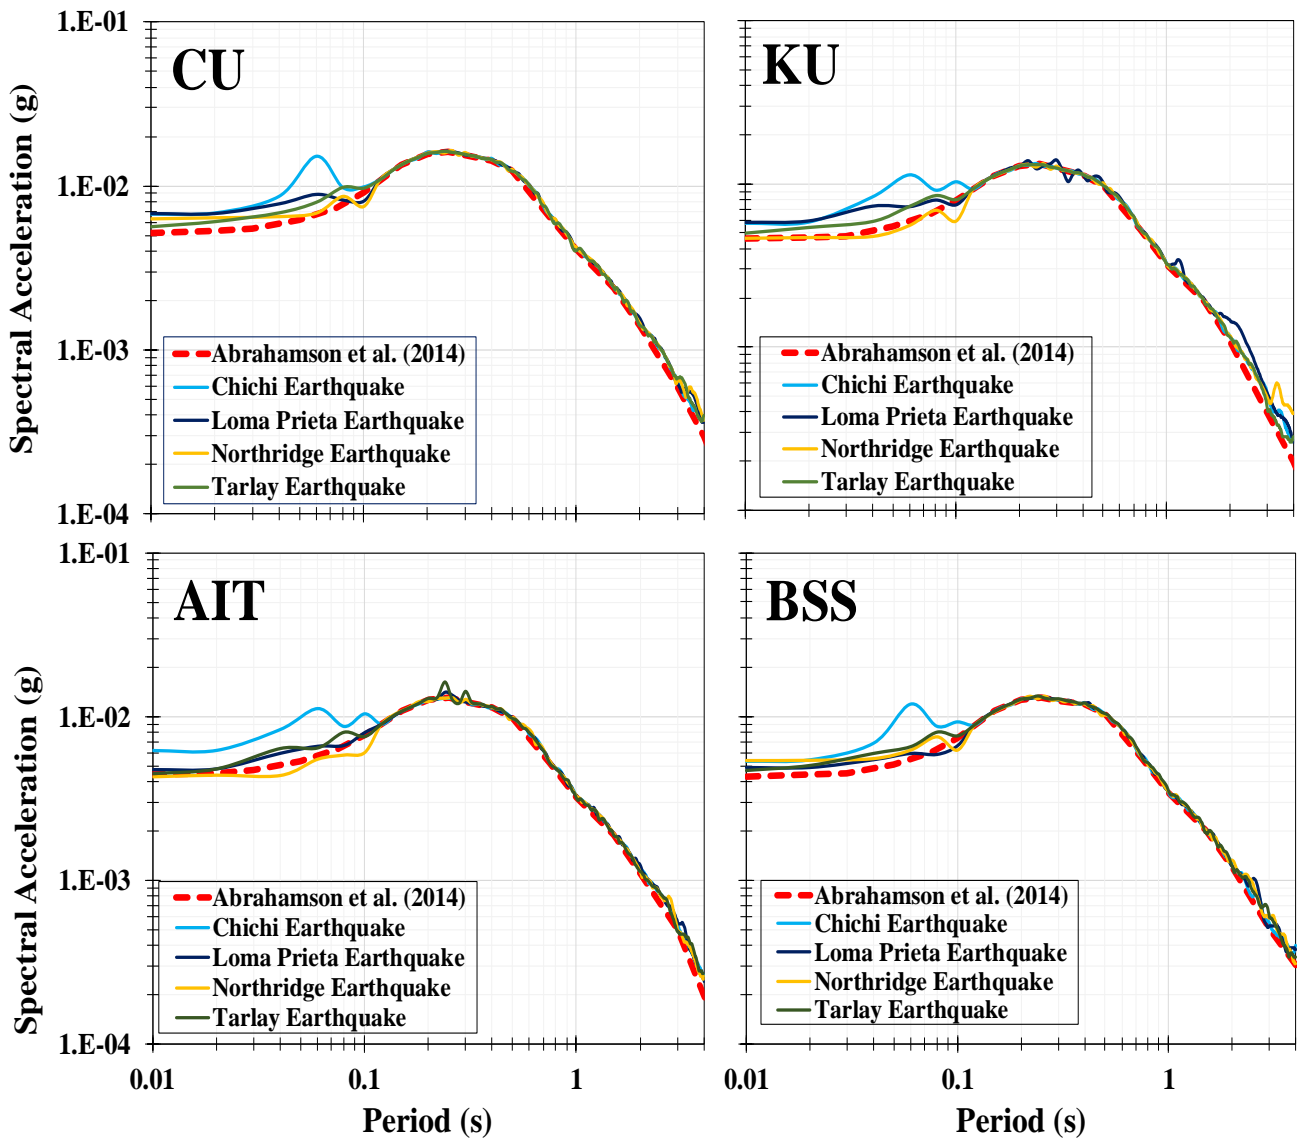 1.E-01
CU
KU
1.E-02
1.E-03
1.E-04
Spectral Acceleration (g)
Abrahamson et al. (2014)
Chichi Earthquake
Loma Prieta Earthquake
Northridge Earthquake
Tarlay Earthquake
Abrahamson et al. (2014)
Chichi Earthquake
Loma Prieta Earthquake
Northridge Earthquake
Tarlay Earthquake
1.E-01
AIT
BSS
1.E-02
1.E-03
1.E-04
Spectral Acceleration (g)
Abrahamson et al. (2014)
Chichi Earthquake
Loma Prieta Earthquake
Northridge Earthquake
Tarlay Earthquake
Abrahamson et al. (2014)
Chichi Earthquake
Loma Prieta Earthquake
Northridge Earthquake
Tarlay Earthquake
0.01 0.1 1
0.01 0.1 1
Period (s)
Period (s)